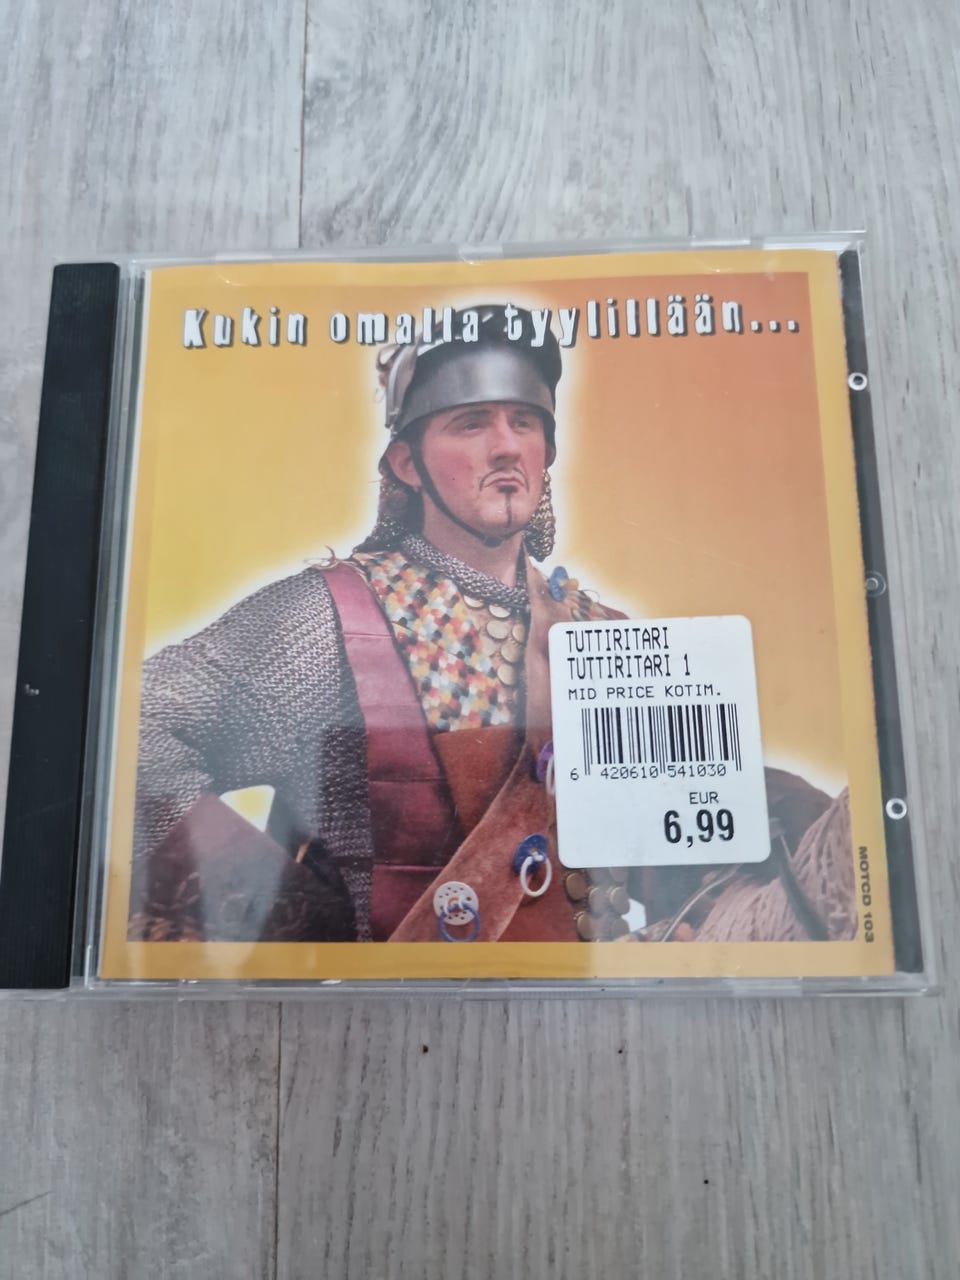 Kukin omalla tyylillään...
TUTTIRITARI
TUTTIRITARI 1
MID PRICE KOTIM.
6 420610 541030
EUR
6,99
MOTCD 103